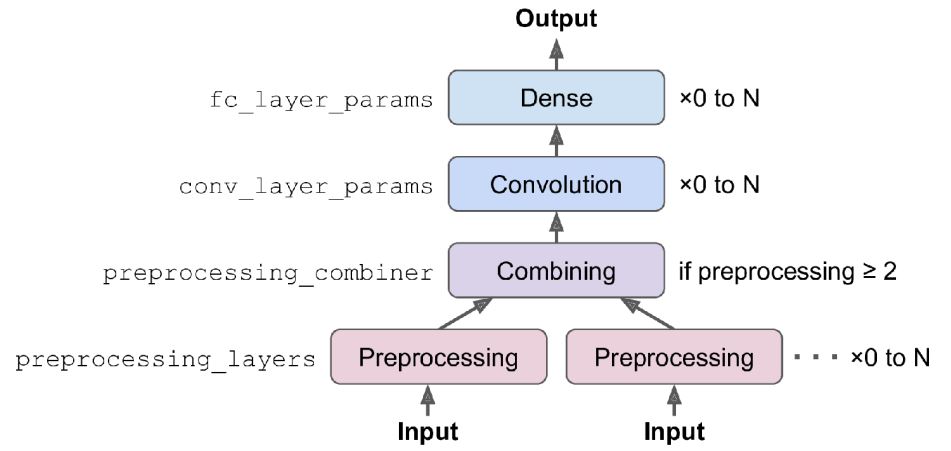 Output
fc_layer_params Dense ×0 to N
conv_layer_params Convolution ×0 to N
preprocessing_combiner Combining if preprocessing ≥ 2
preprocessing_layers Preprocessing Preprocessing ···· ×0 to N
Input Input